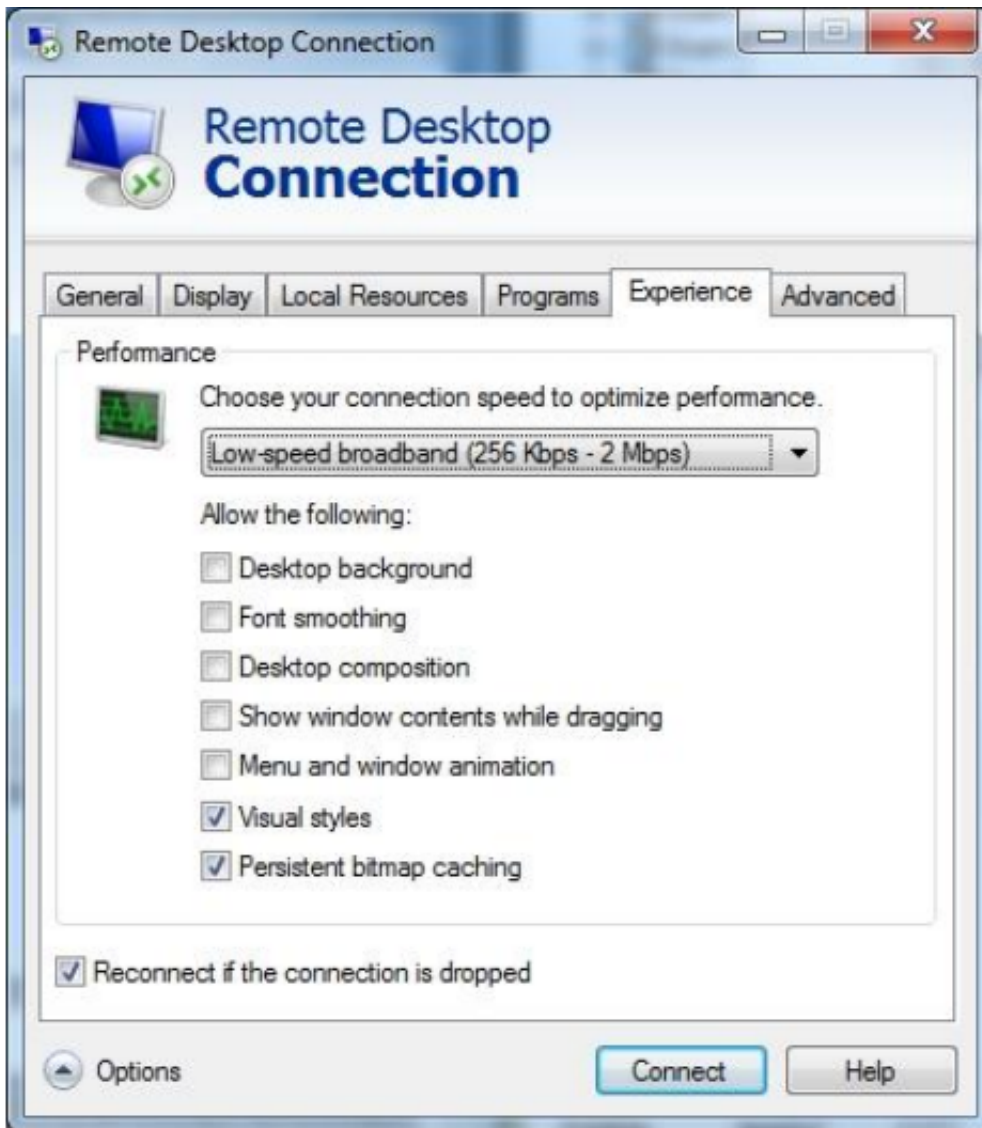 Remote Desktop Connection
Remote Desktop
Connection
General Display Local Resources Programs Experience Advanced
Performance
Choose your connection speed to optimize performance.
Low-speed broadband (256 Kbps - 2 Mbps)
Allow the following:
Desktop background
Font smoothing
Desktop composition
Show window contents while dragging
Menu and window animation
Visual styles
Persistent bitmap caching
Reconnect if the connection is dropped
Options Connect Help